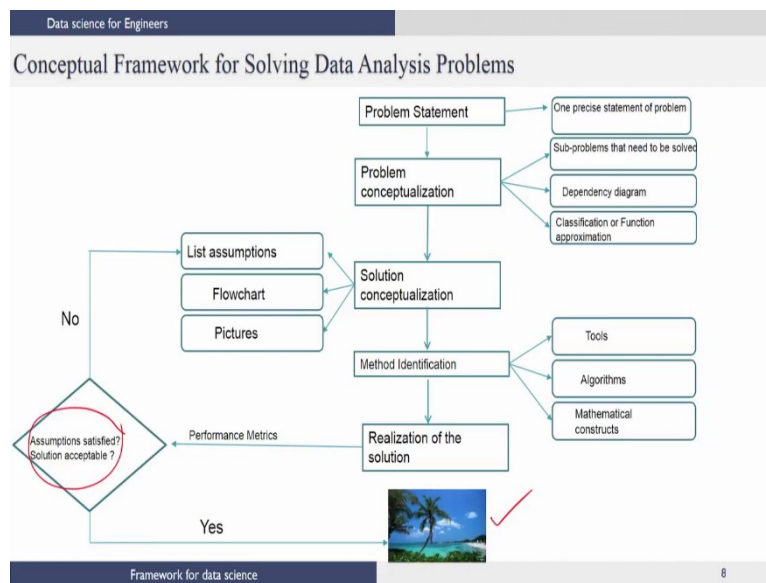 Data science for Engineers
Conceptual Framework for Solving Data Analysis Problems
Problem Statement
One precise statement of problem
Problem
conceptualization
Sub-problems that need to be solved
Dependency diagram
Classification or Function
approximation
List assumptions
Flowchart
Pictures
Solution
conceptualization
No
Method Identification
Tools
Algorithms
Mathematical
constructs
Assumptions satisfied?
Solution acceptable ?
Performance Metrics
Realization of the
solution
Yes
Framework for data science
8